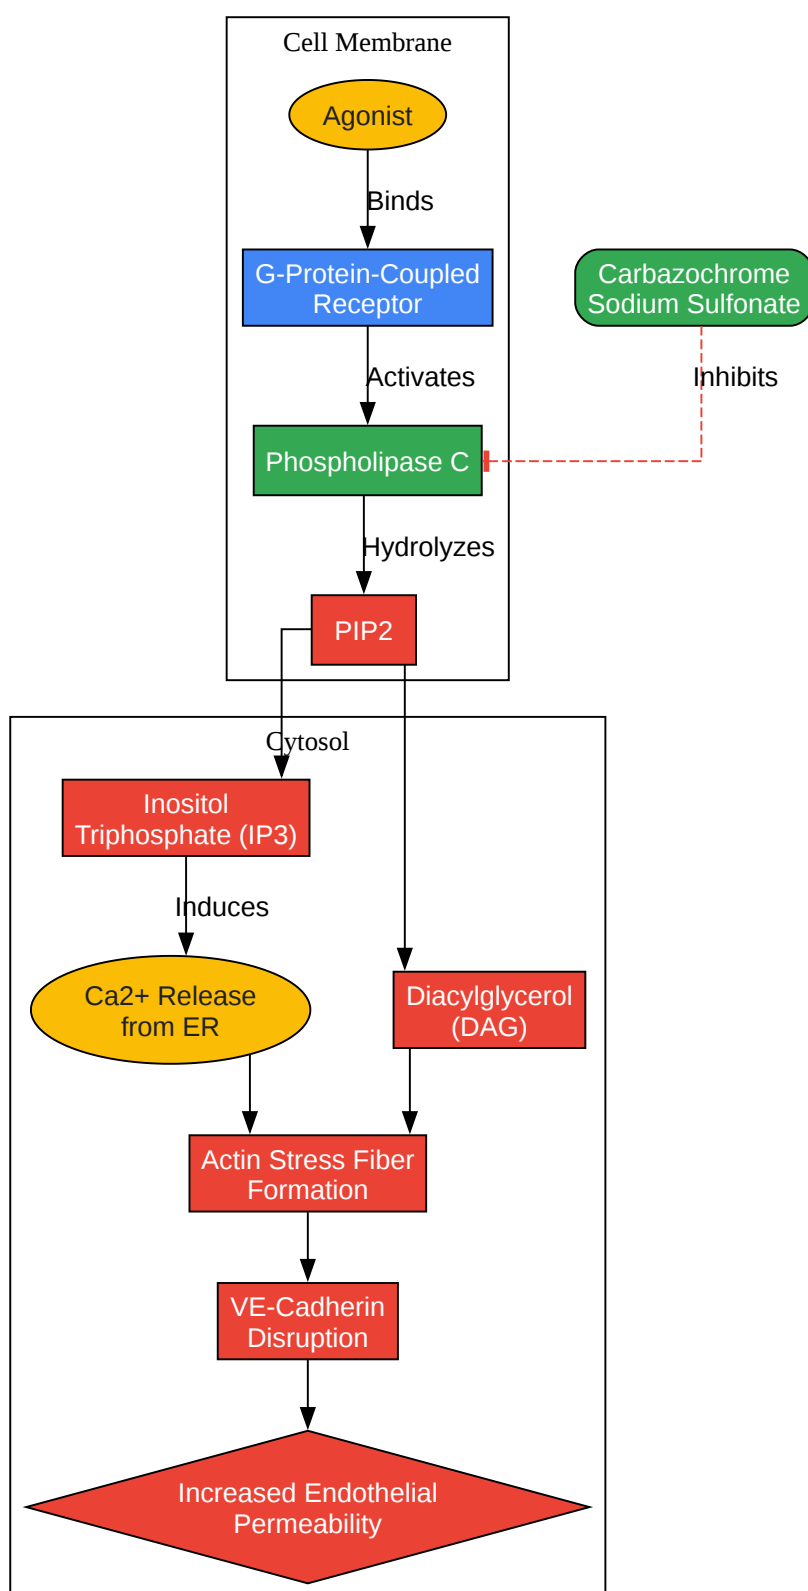 Cell Membrane
Agonist
Binds
G-Protein-Coupled
Receptor
Carbazochrome
Sodium Sulfonate
Activates
Inhibits
Phospholipase C
Hydrolyzes
PIP2
Cytosol
Inositol
Triphosphate (IP3)
Induces
Ca2+ Release
from ER
Diacylglycerol
(DAG)
Actin Stress Fiber
Formation
VE-Cadherin
Disruption
Increased Endothelial
Permeability